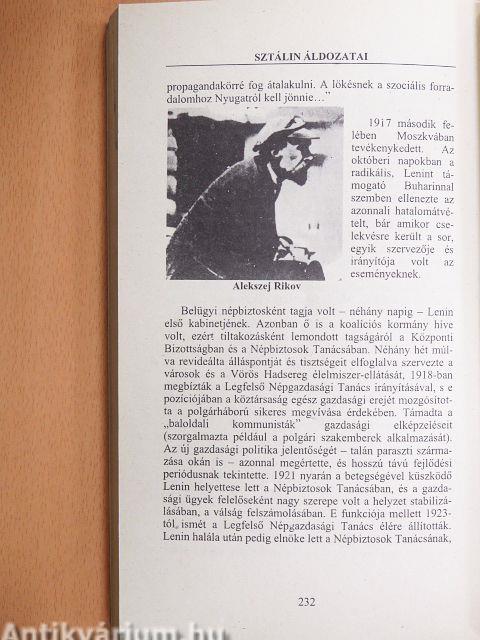 SZTÁLIN ÁLDOZATAI
propagandakörré fog átalakulni. A lökésnek a szociális forra-
dalomhoz Nyugatról kell jönnie…"
1917 második fe-
lében Moszkvában
tevékenykedett. Az
októberi napokban a
radikális, Lenint tá-
mogató Buharinnal
szemben ellenezte az
azonnali hatalomátvé-
telt, bár amikor cse-
lekvésre került a sor,
egyik szervezője és
irányítója volt az
eseményeknek.
Alekszej Rikov
Belügyi népbiztosként tagja volt – néhány napig – Lenin
első kabinetjének. Azonban ő is a koalíciós kormány híve
volt, ezért tiltakozásként lemondott tagságáról a Központi
Bizottságban és a Népbiztosok Tanácsában. Néhány hét múl-
va revideálta álláspontját és tisztségeit elfoglalva szervezte a
városok és a Vörös Hadsereg élelmiszer-ellátását, 1918-ban
megbízták a Legfelső Népgazdasági Tanács irányításával, s e
pozíciójában a köztársaság egész gazdasági erejét mozgósítot-
ta a polgárháború sikeres megvívása érdekében. Támadta a
„baloldali kommunisták" gazdasági elképzeléseit
(szorgalmazta például a polgári szakemberek alkalmazását).
Az új gazdasági politika jelentőségét – talán paraszti szárma-
zása okán is – azonnal megértette, és hosszú távú fejlődési
periódusnak tekintette. 1921 nyarán a betegségével küszködő
Lenin helyettese lett a Népbiztosok Tanácsában, és a gazda-
sági ügyek felelőseként nagy szerepe volt a helyzet stabilizá-
lásában, a válság felszámolásában. E funkciója mellett 1923-
tól ismét a Legfelső Népgazdasági Tanács élére állították.
Lenin halála után pedig elnöke lett a Népbiztosok Tanácsának,
232
Antikvárium.hu